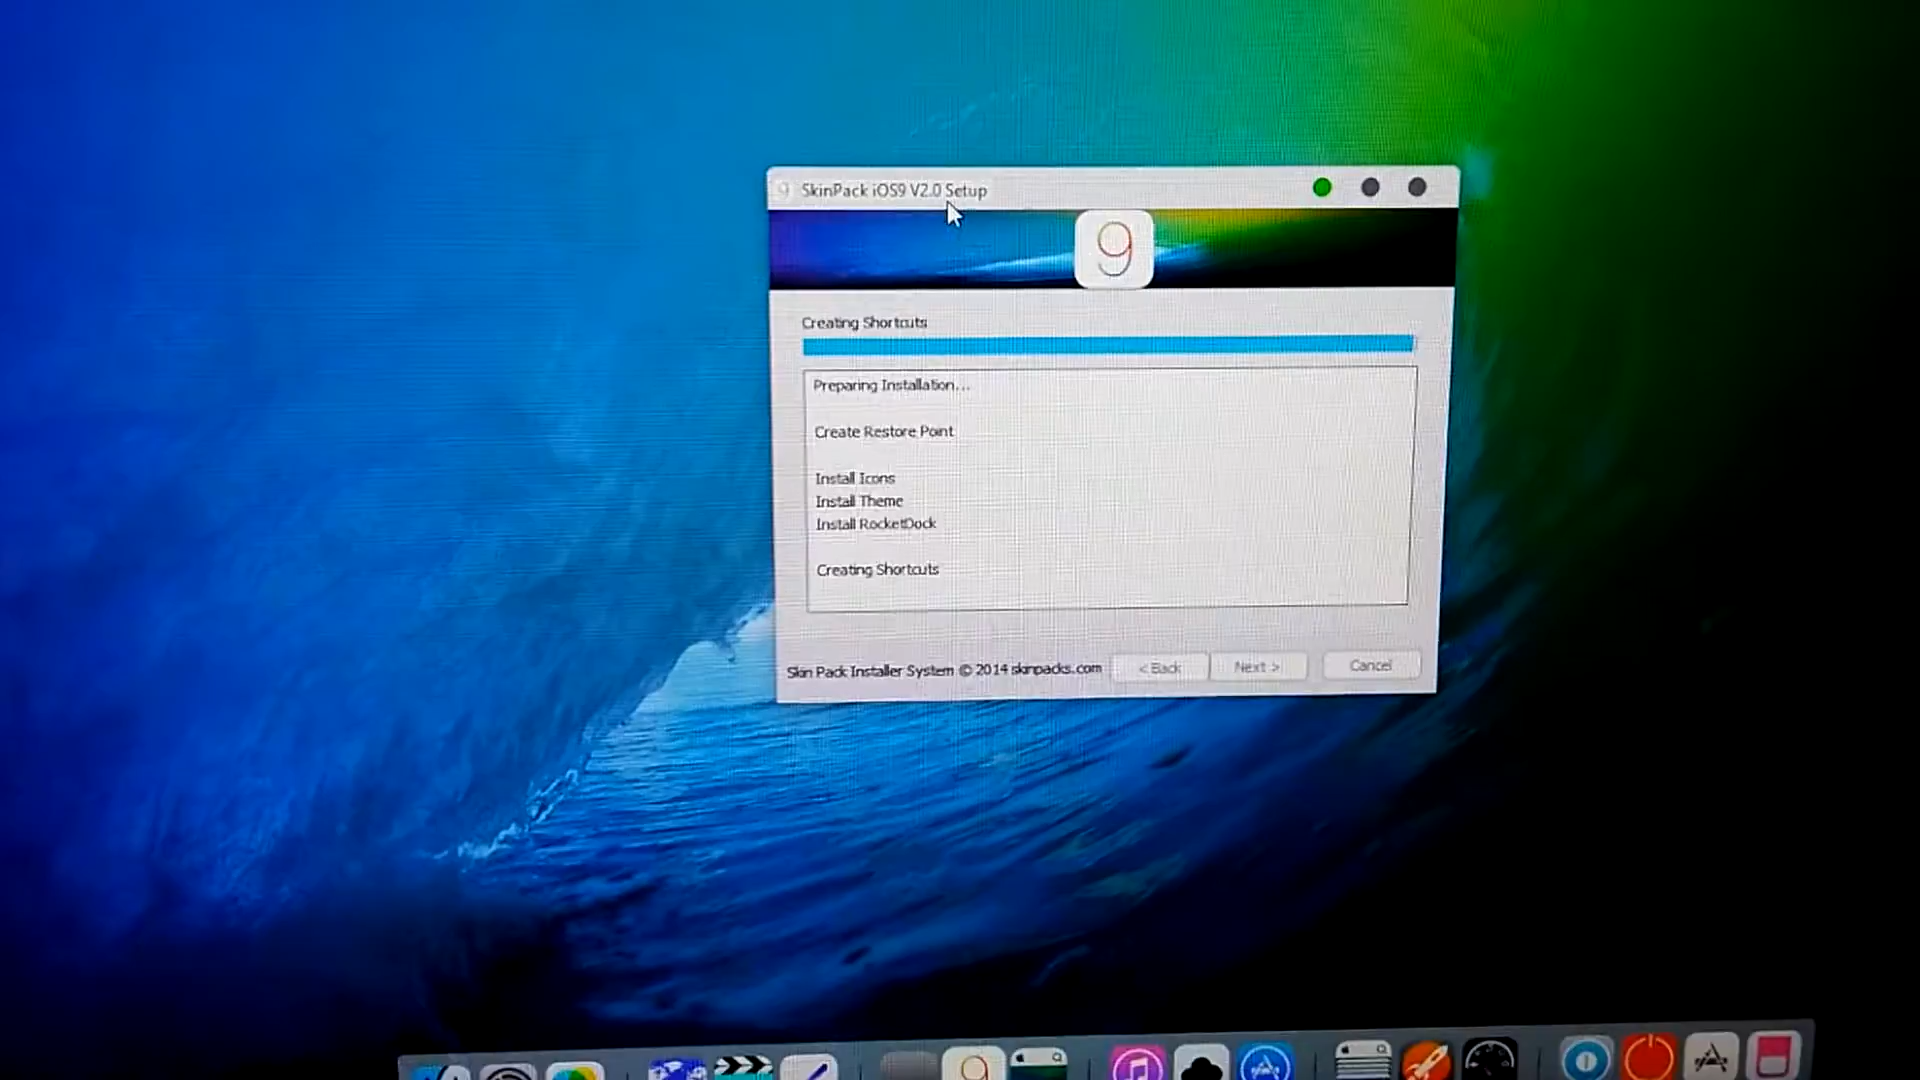 SkinPack iOS9 V2.0 Setup
9
Creating Shortcuts
Preparing Installation...
Create Restore Point
Install Icons
Install Theme
Install RocketDock
Creating Shortcuts
Skin Pack Installer System © 2014 skinpacks.com
< Back
Next >
Cancel
9